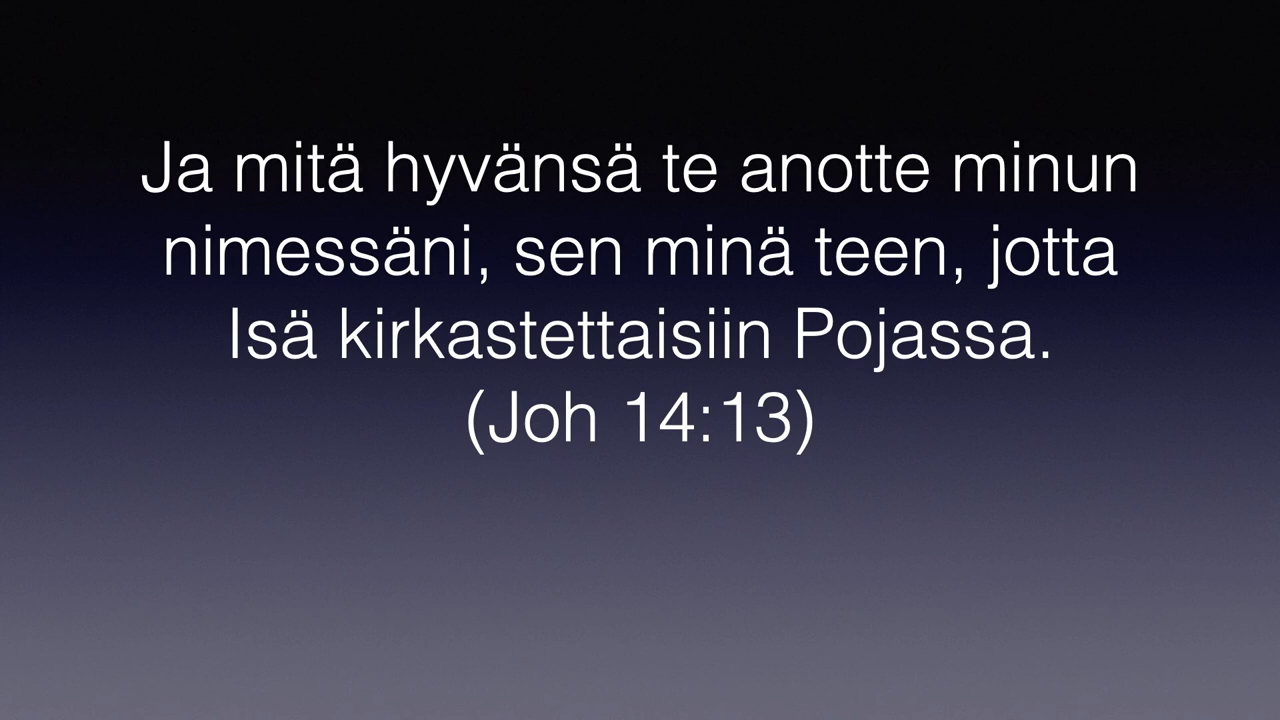 Ja mitä hyvänsä te anotte minun
nimessäni, sen minä teen, jotta
Isä kirkastettaisiin Pojassa.
(Joh 14:13)